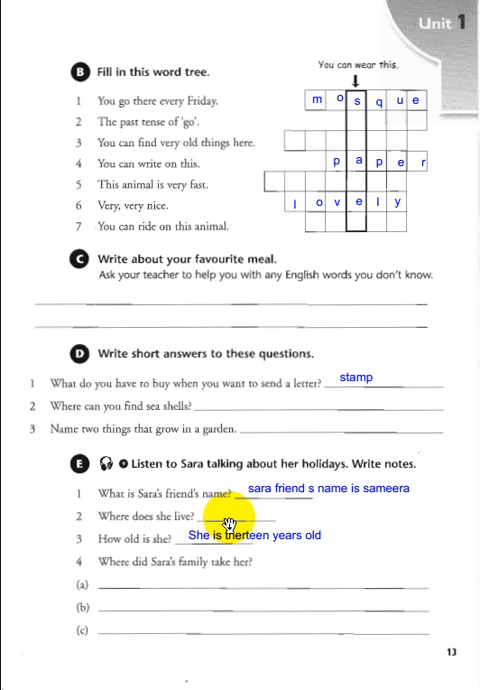 Unit 1
B Fill in this word tree.
You can wear this.
1 You go there every Friday.
2 The past tense of 'go'.
3 You can find very old things here.
4 You can write on this.
5 This animal is very fast.
6 Very, very nice.
7 You can ride on this animal.
m o s q u e
p a p e r
l o v e l y
C Write about your favourite meal.
Ask your teacher to help you with any English words you don't know.
D Write short answers to these questions.
1 What do you have to buy when you want to send a letter? stamp
2 Where can you find sea shells?
3 Name two things that grow in a garden.
E Listen to Sara talking about her holidays. Write notes.
1 What is Sara's friend's name? sara friend s name is sameera
2 Where does she live?
3 How old is she? She is trierteen years old
4 Where did Sara's family take her?
(a)
(b)
(c)
13